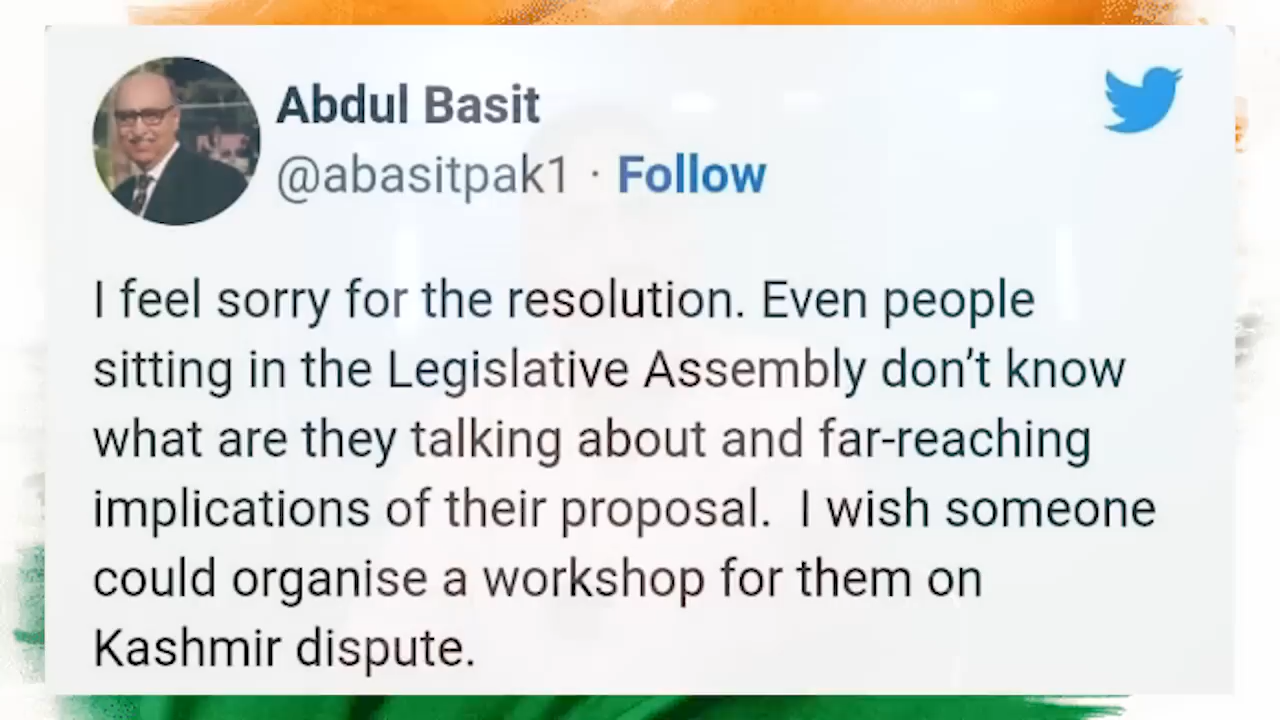 Abdul Basit
@abasitpak1 · Follow
I feel sorry for the resolution. Even people
sitting in the Legislative Assembly don't know
what are they talking about and far-reaching
implications of their proposal. I wish someone
could organise a workshop for them on
Kashmir dispute.